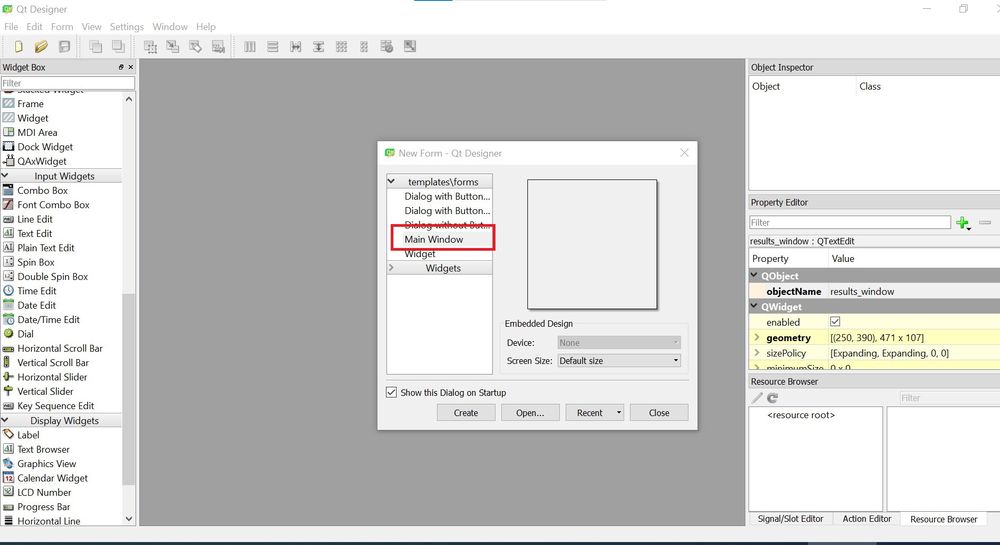 Qt Designer
File Edit Form View Settings Window Help
Widget Box
Filter
Stacked Widget
Frame
Widget
MDI Area
Dock Widget
QAxWidget
Input Widgets
Combo Box
Font Combo Box
Line Edit
Text Edit
Plain Text Edit
Spin Box
Double Spin Box
Time Edit
Date Edit
Date/Time Edit
Dial
Horizontal Scroll Bar
Vertical Scroll Bar
Horizontal Slider
Vertical Slider
Key Sequence Edit
Display Widgets
Label
Text Browser
Graphics View
Calendar Widget
LCD Number
Progress Bar
Horizontal Line
New Form - Qt Designer
templates\forms
Dialog with Button...
Dialog with Button...
Dialog without But...
Main Window
Widget
Widgets
Embedded Design
Device: None
Screen Size: Default size
Show this Dialog on Startup
Create Open... Recent Close
Object Inspector
Object Class
Property Editor
Filter
results_window : QTextEdit
Property Value
QObject
objectName results_window
QWidget
enabled
geometry [(250, 390), 471 x 107]
sizePolicy [Expanding, Expanding, 0, 0]
minimumSize 0 x 0
Resource Browser
Filter
<resource root>
Signal/Slot Editor Action Editor Resource Browser